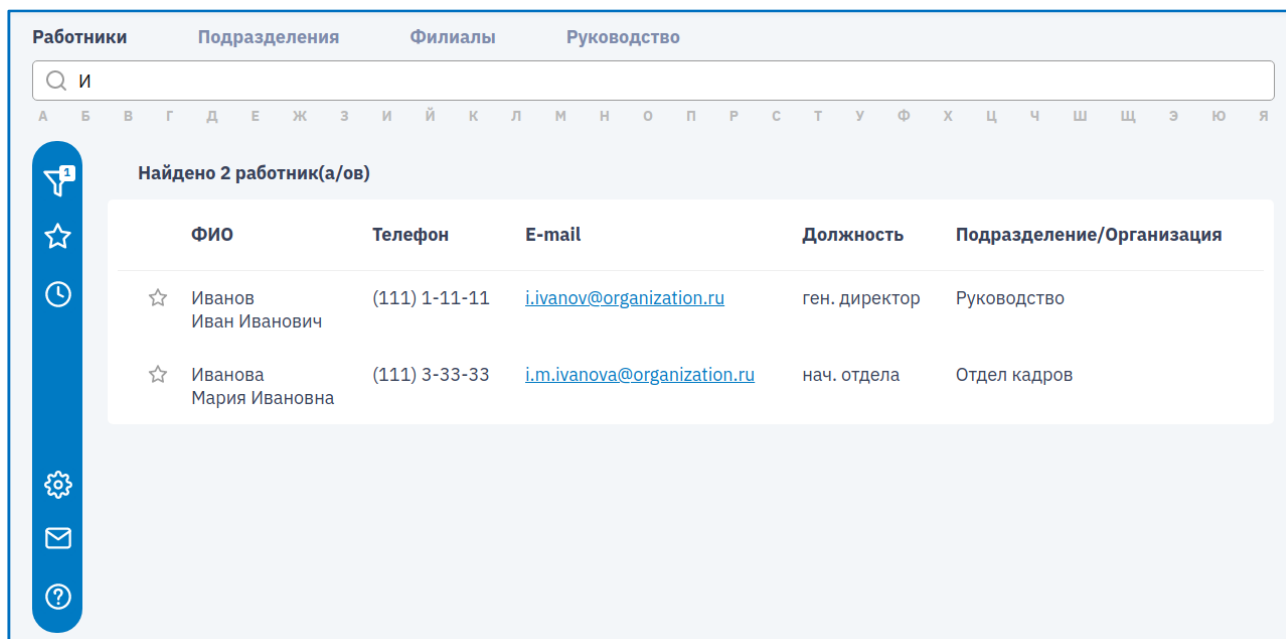 Работники Подразделения Филиалы Руководство
И
А Б В Г Д Е Ж З И Й К Л М Н О П Р С Т У Ф Х Ц Ч Ш Щ Э Ю Я
1
Найдено 2 работник(а/ов)
ФИО Телефон E-mail Должность Подразделение/Организация
Иванов (111) 1-11-11 i.ivanov@organization.ru ген. директор Руководство
Иван Иванович
Иванова (111) 3-33-33 i.m.ivanova@organization.ru нач. отдела Отдел кадров
Мария Ивановна